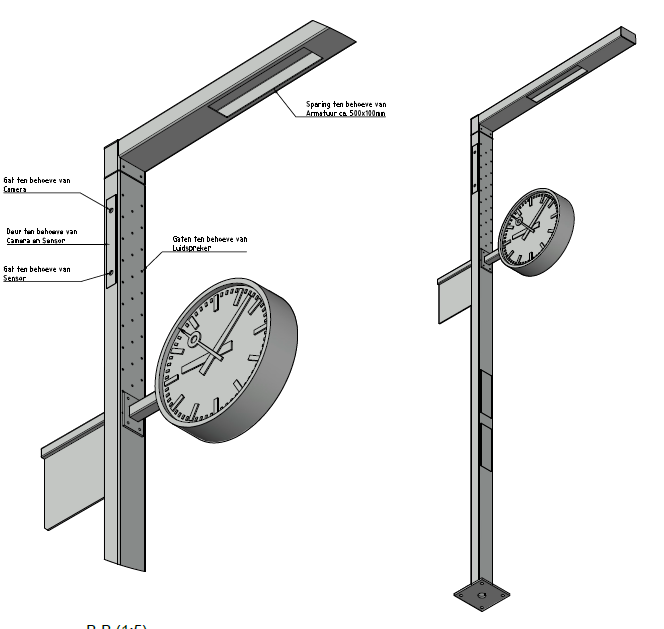 Sparing ten behoeve van
Armatuur ca. 500x100mm
Gat ten behoeve van
Camera
Deur ten behoeve van
Camera en Sensor
Gaten ten behoeve van
Luidspreker
Gat ten behoeve van
Sensor